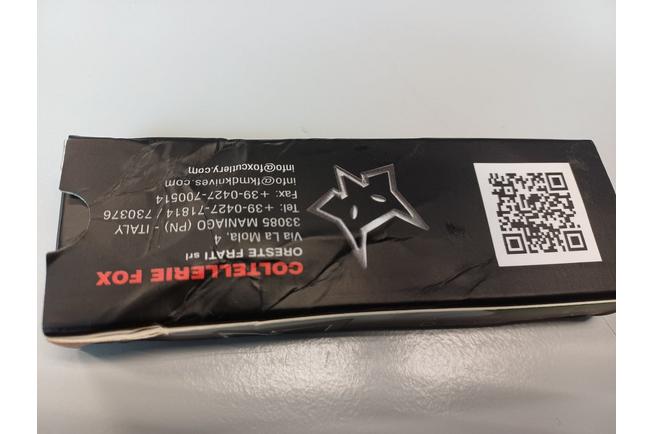 COLTELLERIE FOX
ORESTE FRATI srl
Via La Mola, 4
33085 MANIAGO (PN) - ITALY
Tel: + 39-0427-71814 / 730376
Fax: + 39-0427-700514
info@fkmdknives.com
info@foxcutlery.com